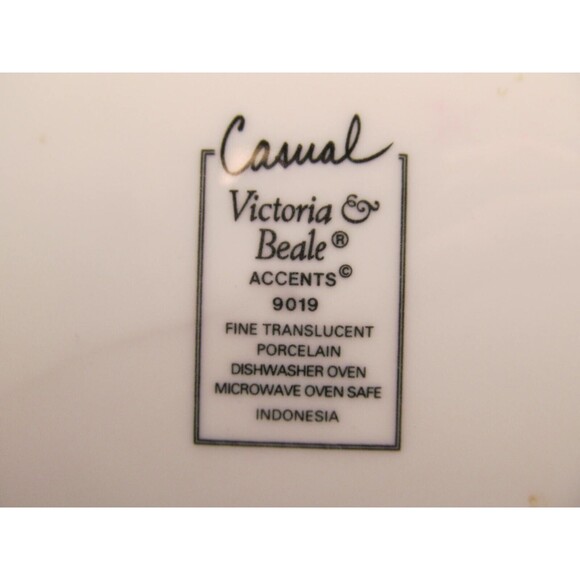 Casual
Victoria &
Beale®
ACCENTS©
9019
FINE TRANSLUCENT
PORCELAIN
DISHWASHER OVEN
MICROWAVE OVEN SAFE
INDONESIA